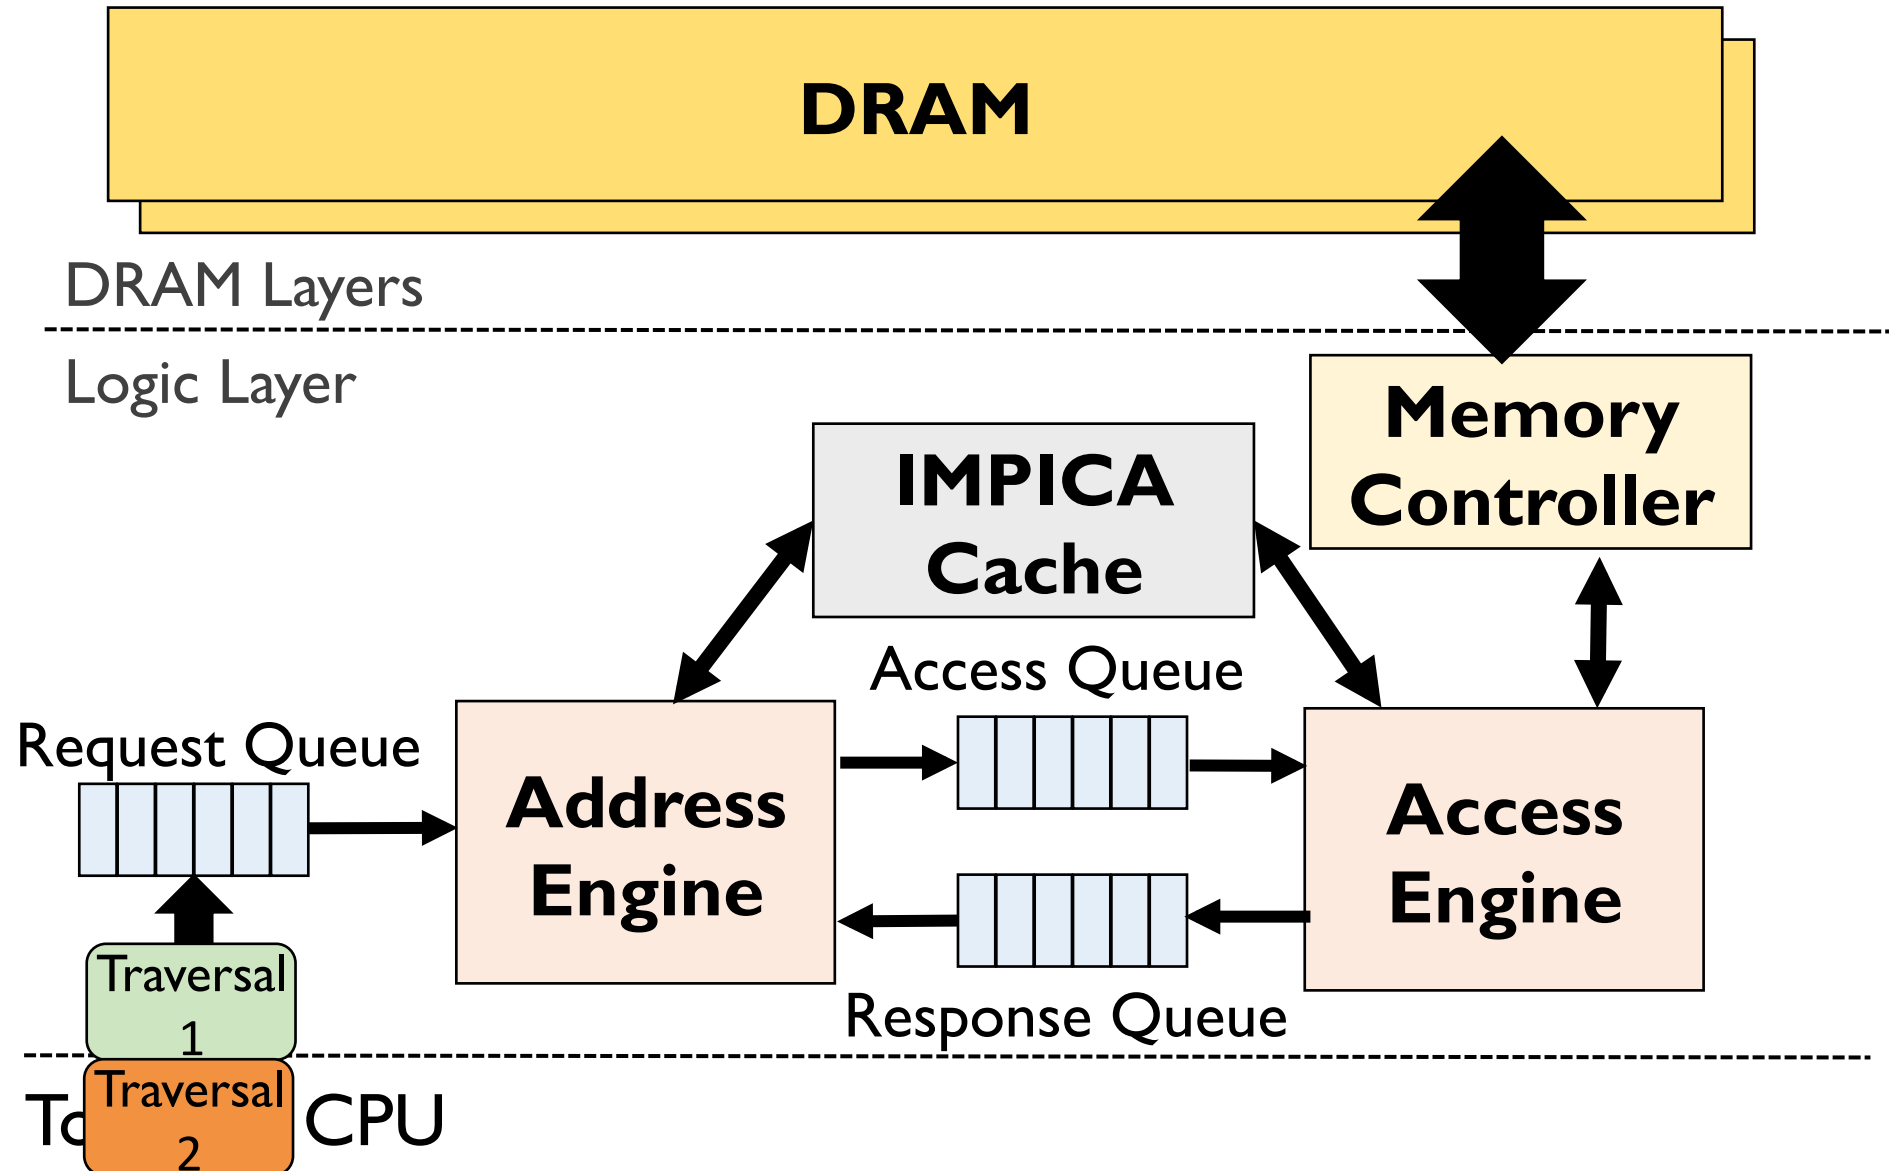 DRAM
DRAM Layers
Logic Layer
Memory
Controller
IMPICA
Cache
Access Queue
Request Queue
Address
Engine
Access
Engine
Response Queue
Traversal
1
Traversal
2
CPU